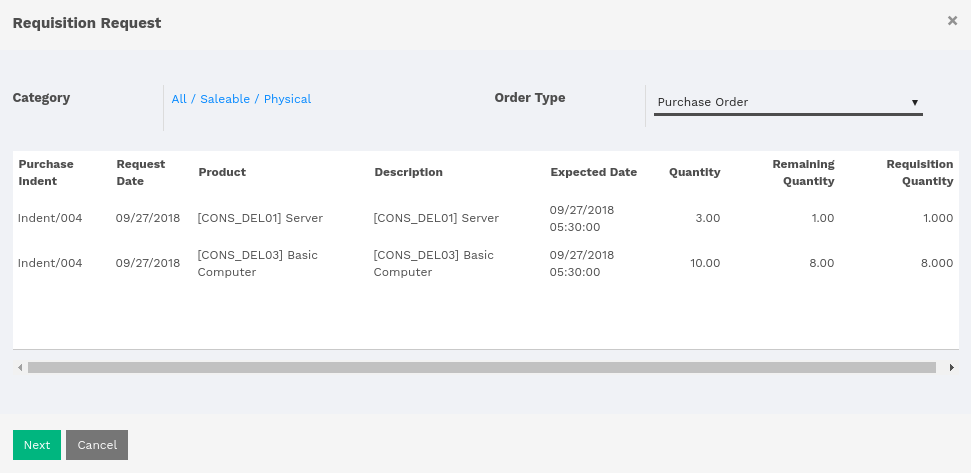 Requisition Request ×
Category All / Saleable / Physical Order Type Purchase Order
Purchase Indent Request Date Product Description Expected Date Quantity Remaining Quantity Requisition Quantity
Indent/004 09/27/2018 [CONS_DEL01] Server [CONS_DEL01] Server 09/27/2018 05:30:00 3.00 1.00 1.000
Indent/004 09/27/2018 [CONS_DEL03] Basic Computer [CONS_DEL03] Basic Computer 09/27/2018 05:30:00 10.00 8.00 8.000
Next Cancel